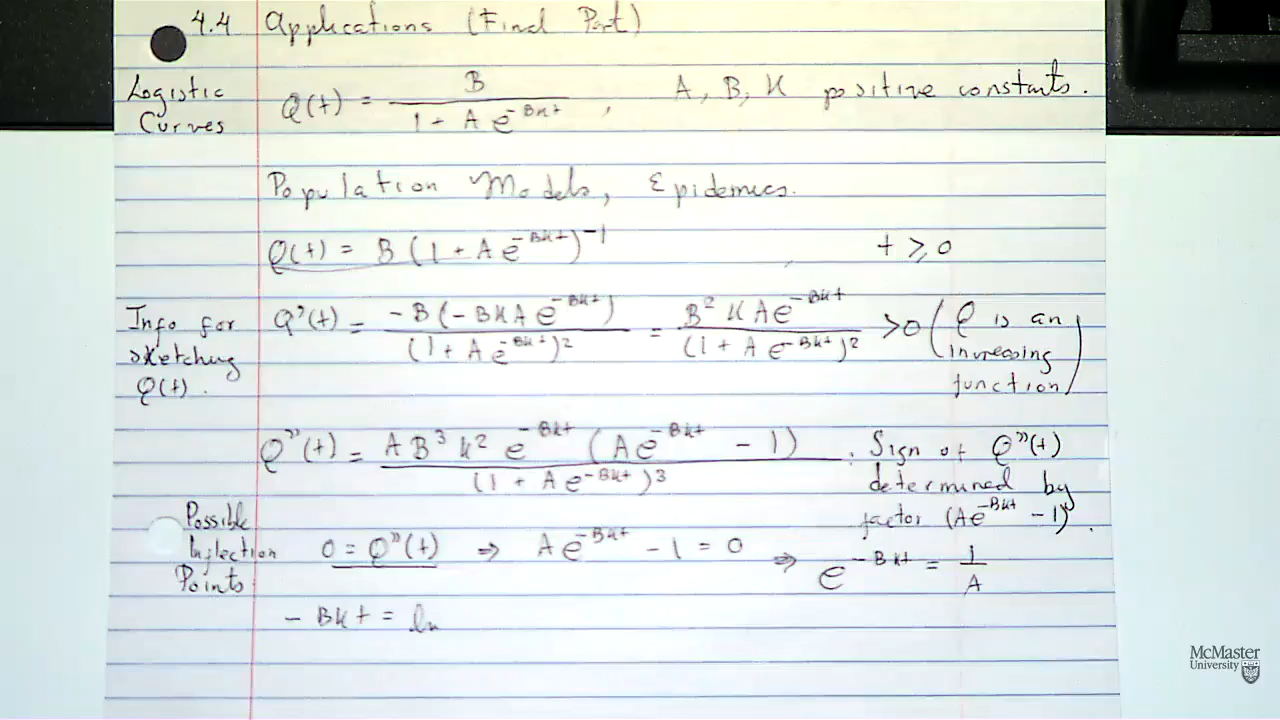 4.4 Applications (Final Part)
Logistic Curves
Q(t) = B / (1 + A e^{-Bkt}), A, B, K positive constants.
Population Models, Epidemics.
Q(t) = B (1 + A e^{-Bkt})^{-1} t ≥ 0
Info for sketching Q(t).
Q'(t) = -B(-BkA e^{-Bkt}) / (1 + A e^{-Bkt})^2 = B^2 K A e^{-Bkt} / (1 + A e^{-Bkt})^2 > 0 (Q is an increasing function)
Q''(t) = A B^3 k^2 e^{-Bkt} (A e^{-Bkt} - 1) / (1 + A e^{-Bkt})^3 . Sign of Q''(t) determined by factor (A e^{-Bkt} - 1).
Possible Inflection Points
0 = Q''(t) ⇒ A e^{-Bkt} - 1 = 0 ⇒ e^{-Bkt} = 1/A
- Bkt = ln
McMaster
University